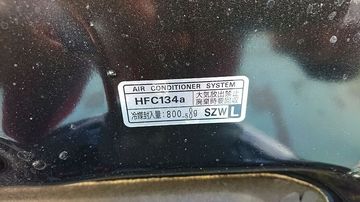 AIR CONDITIONER SYSTEM
HFC134a 大気放出禁止
廃棄時要回収
冷媒封入量:800-50g SZW L